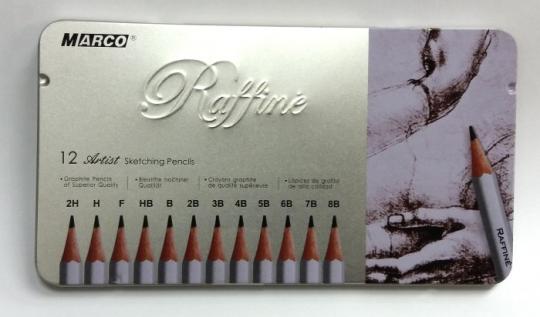 MARCO®
Raffiné
12 Artist Sketching Pencils
• Graphite Pencils of Superior Quality
• Bleistifte höchster Qualität
• Crayons graphite de qualité supérieure
• Lápices de grafito de alta calidad
2H H F HB B 2B 3B 4B 5B 6B 7B 8B
RAFFINÉ